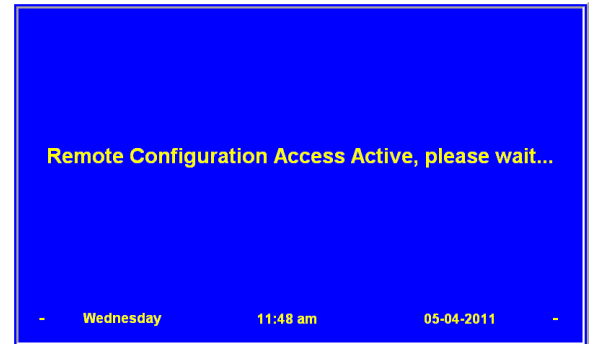 Remote Configuration Access Active, please wait...
- Wednesday 11:48 am 05-04-2011 -